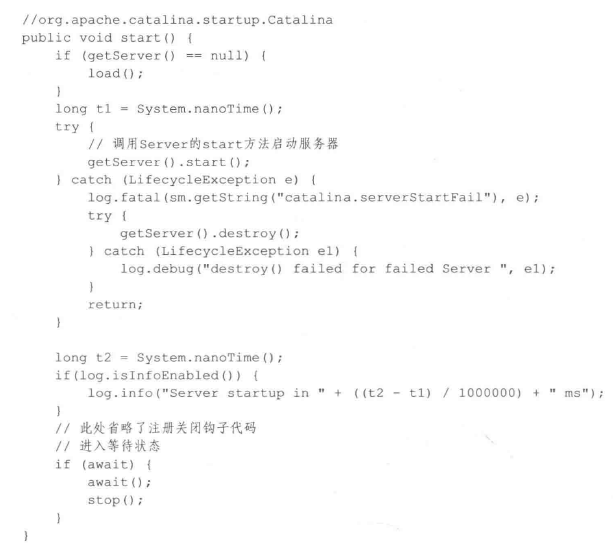 //org.apache.catalina.startup.Catalina
public void start() {
    if (getServer() == null) {
        load();
    }
    long t1 = System.nanoTime();
    try {
        // 调用Server的start方法启动服务器
        getServer().start();
    } catch (LifecycleException e) {
        log.fatal(sm.getString("catalina.serverStartFail"), e);
        try {
            getServer().destroy();
        } catch (LifecycleException e1) {
            log.debug("destroy() failed for failed Server ", e1);
        }
        return;
    }

    long t2 = System.nanoTime();
    if(log.isInfoEnabled()) {
        log.info("Server startup in " + ((t2 - t1) / 1000000) + " ms");
    }
    // 此处省略了注册关闭钩子代码
    // 进入等待状态
    if (await) {
        await();
        stop();
    }
}